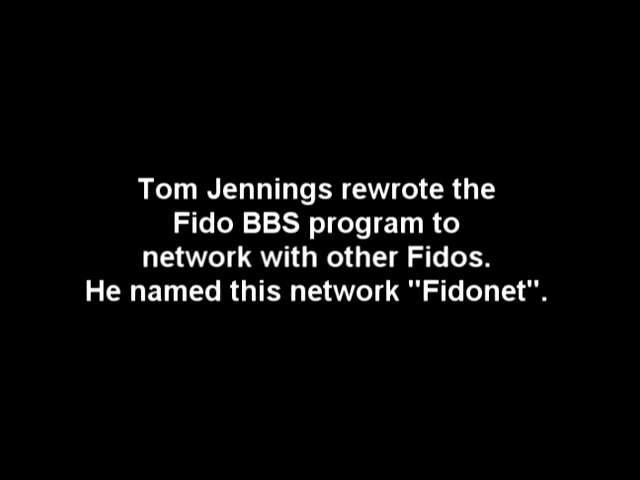 Tom Jennings rewrote the
Fido BBS program to
network with other Fidos.
He named this network "Fidonet".